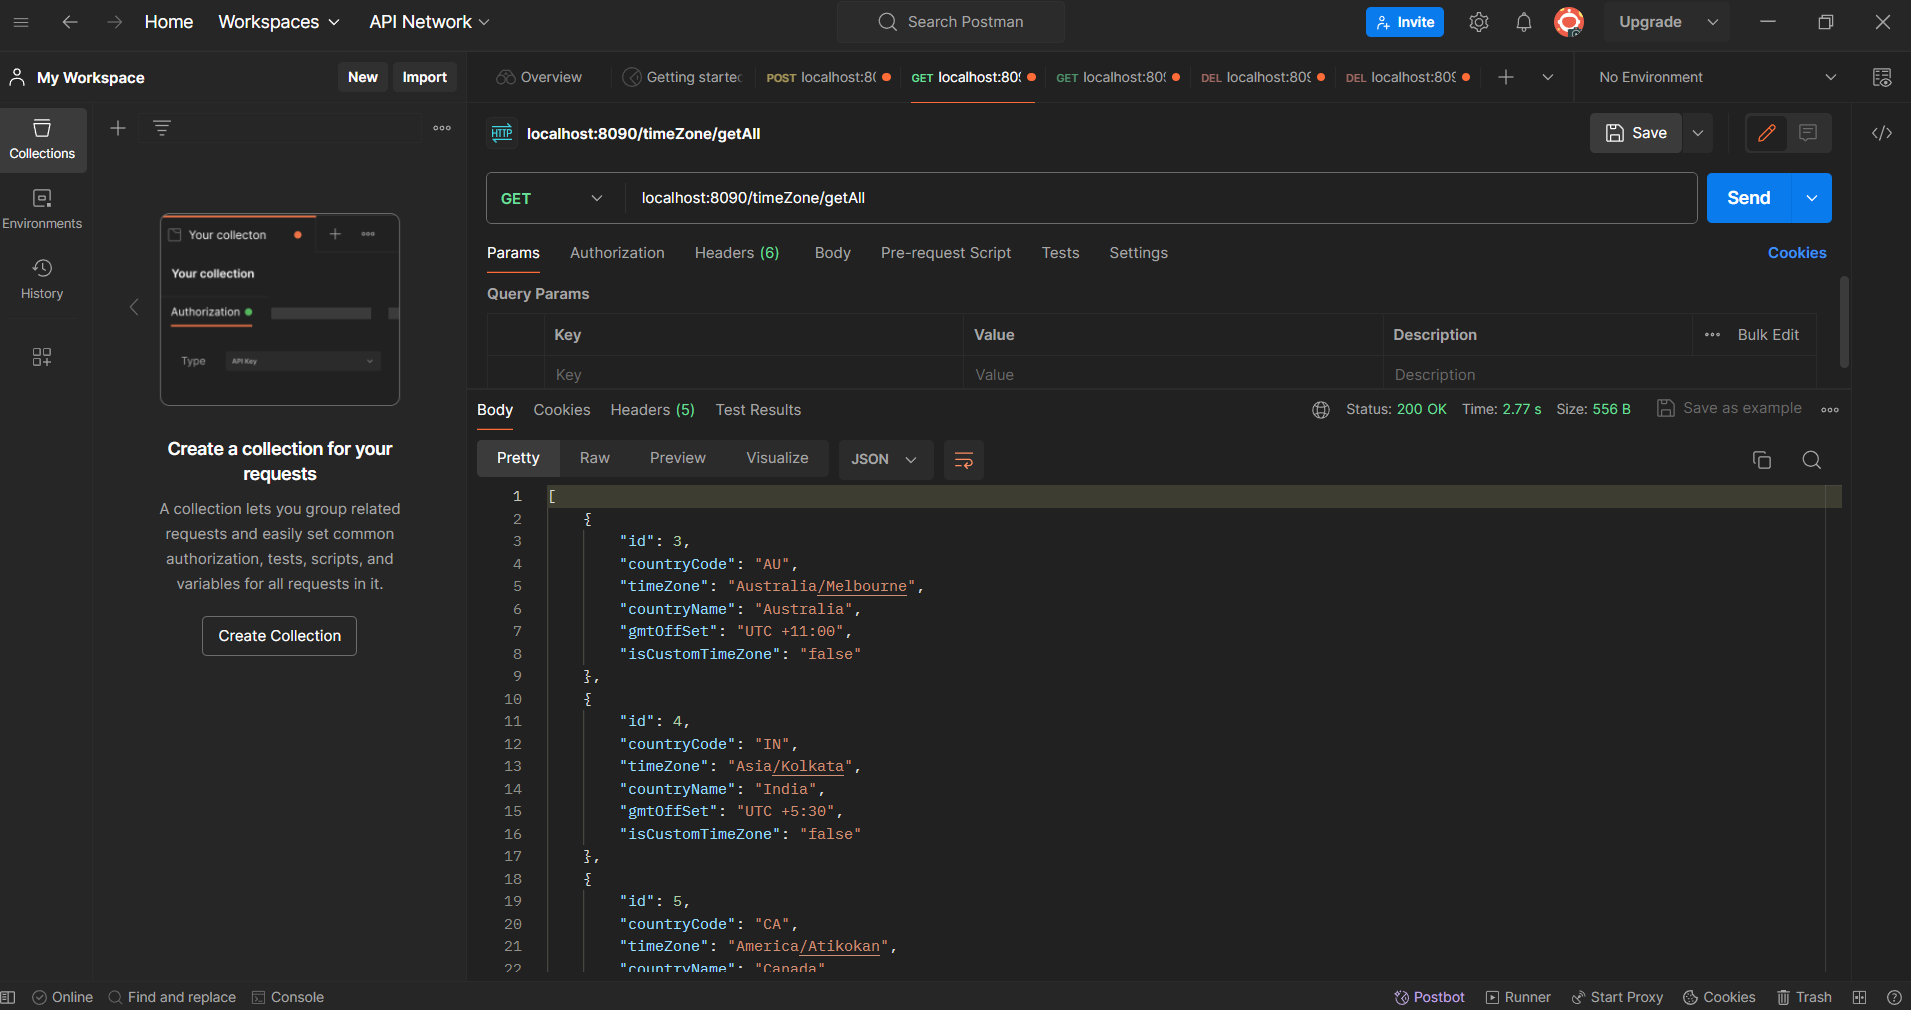 Home Workspaces API Network Search Postman Invite Upgrade
My Workspace New Import
Overview Getting starte POST localhost:80 GET localhost:809 GET localhost:809 DEL localhost:809 DEL localhost:809 No Environment
Collections
Environments
History
Your collecton
Your collection
Authorization
Type API Key
Create a collection for your
requests
A collection lets you group related
requests and easily set common
authorization, tests, scripts, and
variables for all requests in it.
Create Collection
HTTP localhost:8090/timeZone/getAll Save
GET localhost:8090/timeZone/getAll Send
Params Authorization Headers (6) Body Pre-request Script Tests Settings Cookies
Query Params
Key Value Description Bulk Edit
Key Value Description
Body Cookies Headers (5) Test Results Status: 200 OK Time: 2.77 s Size: 556 B Save as example
Pretty Raw Preview Visualize JSON
1 [
2 {
3 "id": 3,
4 "countryCode": "AU",
5 "timeZone": "Australia/Melbourne",
6 "countryName": "Australia",
7 "gmtOffSet": "UTC +11:00",
8 "isCustomTimeZone": "false"
9 },
10 {
11 "id": 4,
12 "countryCode": "IN",
13 "timeZone": "Asia/Kolkata",
14 "countryName": "India",
15 "gmtOffSet": "UTC +5:30",
16 "isCustomTimeZone": "false"
17 },
18 {
19 "id": 5,
20 "countryCode": "CA",
21 "timeZone": "America/Atikokan",
22 "countryName": "Canada"
Online Find and replace Console Postbot Runner Start Proxy Cookies Trash